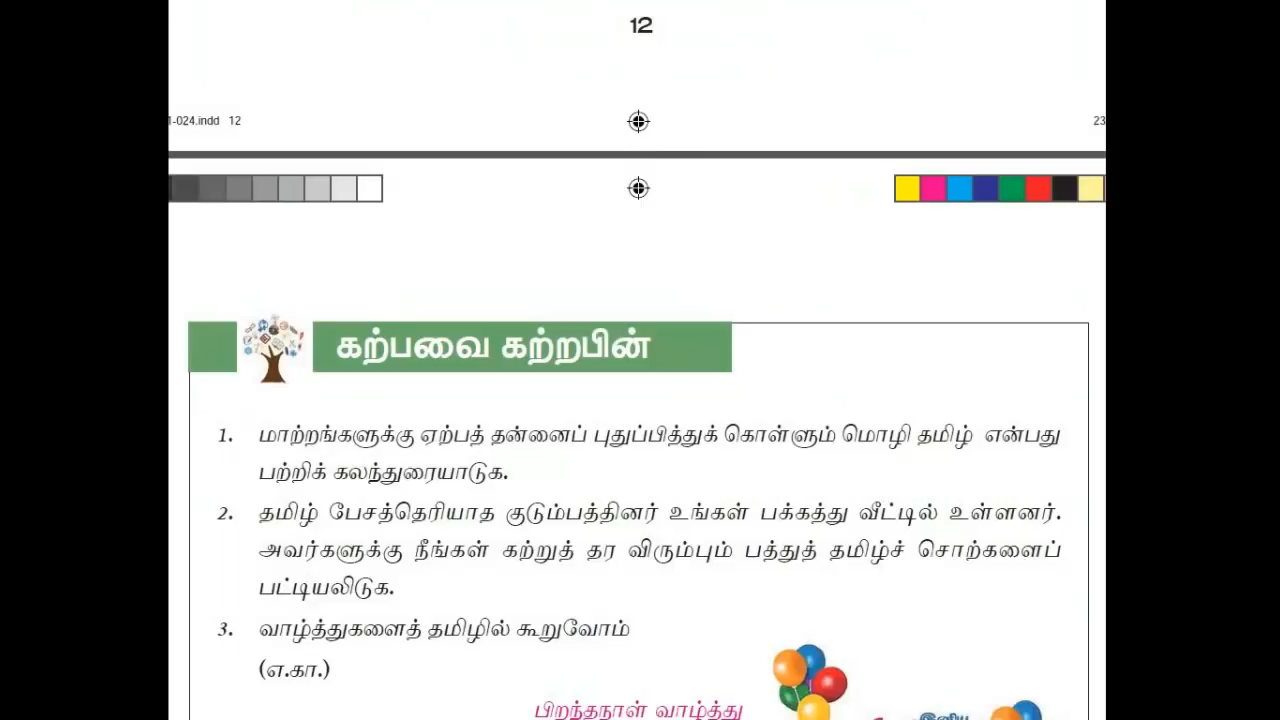 12
1-024.indd 12
23
கற்பவை கற்றபின்
1. மாற்றங்களுக்கு ஏற்பத் தன்னைப் புதுப்பித்துக் கொள்ளும் மொழி தமிழ் என்பது
பற்றிக் கலந்துரையாடுக.
2. தமிழ் பேசத்தெரியாத குடும்பத்தினர் உங்கள் பக்கத்து வீட்டில் உள்ளனர்.
அவர்களுக்கு நீங்கள் கற்றுத் தர விரும்பும் பத்துத் தமிழ்ச் சொற்களைப்
பட்டியலிடுக.
3. வாழ்த்துகளைத் தமிழில் கூறுவோம்
(எ.கா.)
பிறந்தநாள் வாழ்த்து
இனிய